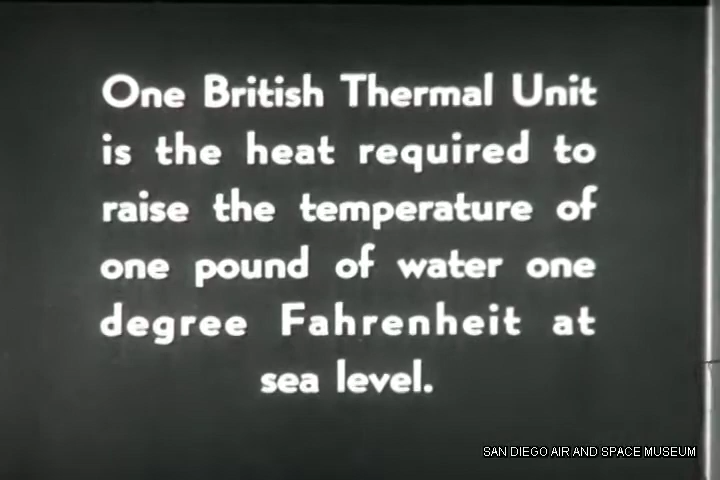 One British Thermal Unit
is the heat required to
raise the temperature of
one pound of water one
degree Fahrenheit at
sea level.
SAN DIEGO AIR AND SPACE MUSEUM